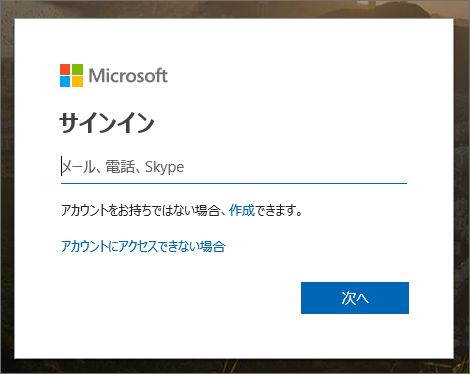 Microsoft
サインイン
メール、電話、Skype
アカウントをお持ちではない場合、作成できます。
アカウントにアクセスできない場合
次へ